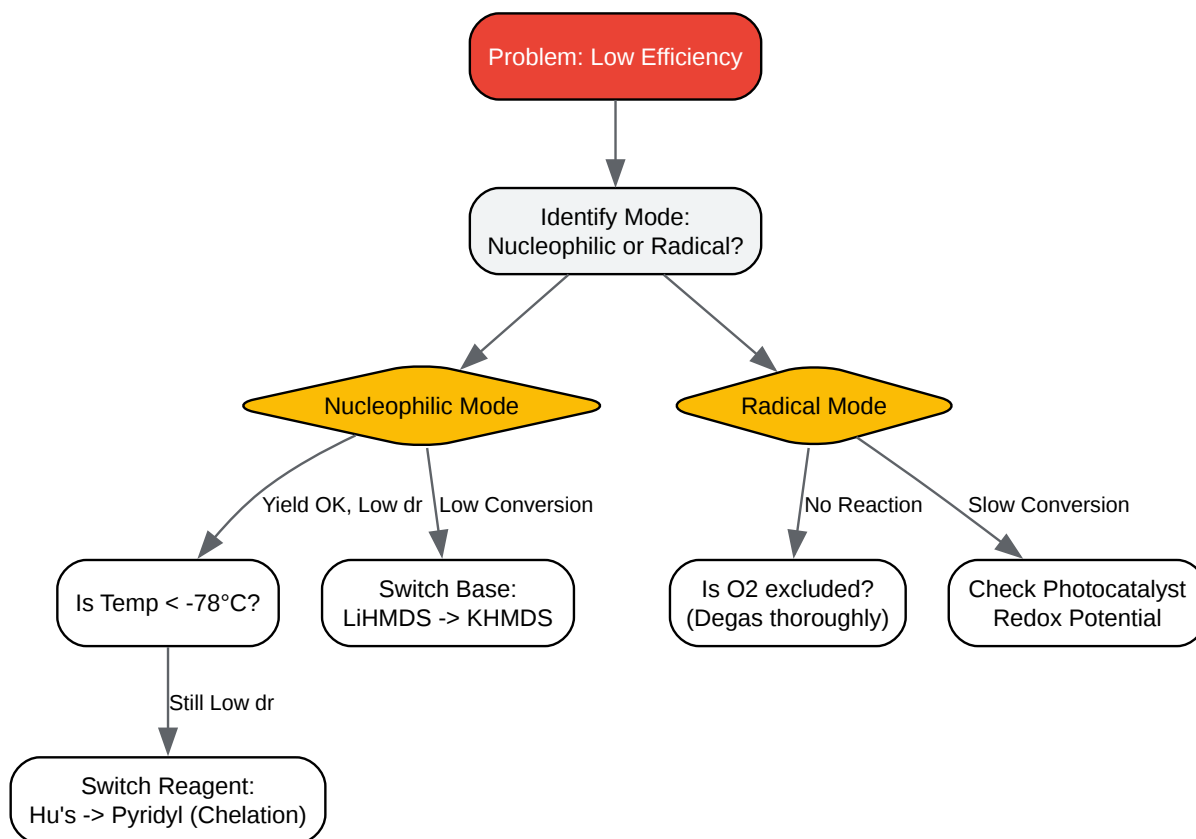 Problem: Low Efficiency
Identify Mode:
Nucleophilic or Radical?
Nucleophilic Mode
Radical Mode
Yield OK, Low dr
Low Conversion
No Reaction
Slow Conversion
Is Temp < -78°C?
Switch Base:
LiHMDS -> KHMDS
Is O2 excluded?
(Degas thoroughly)
Check Photocatalyst
Redox Potential
Still Low dr
Switch Reagent:
Hu's -> Pyridyl (Chelation)